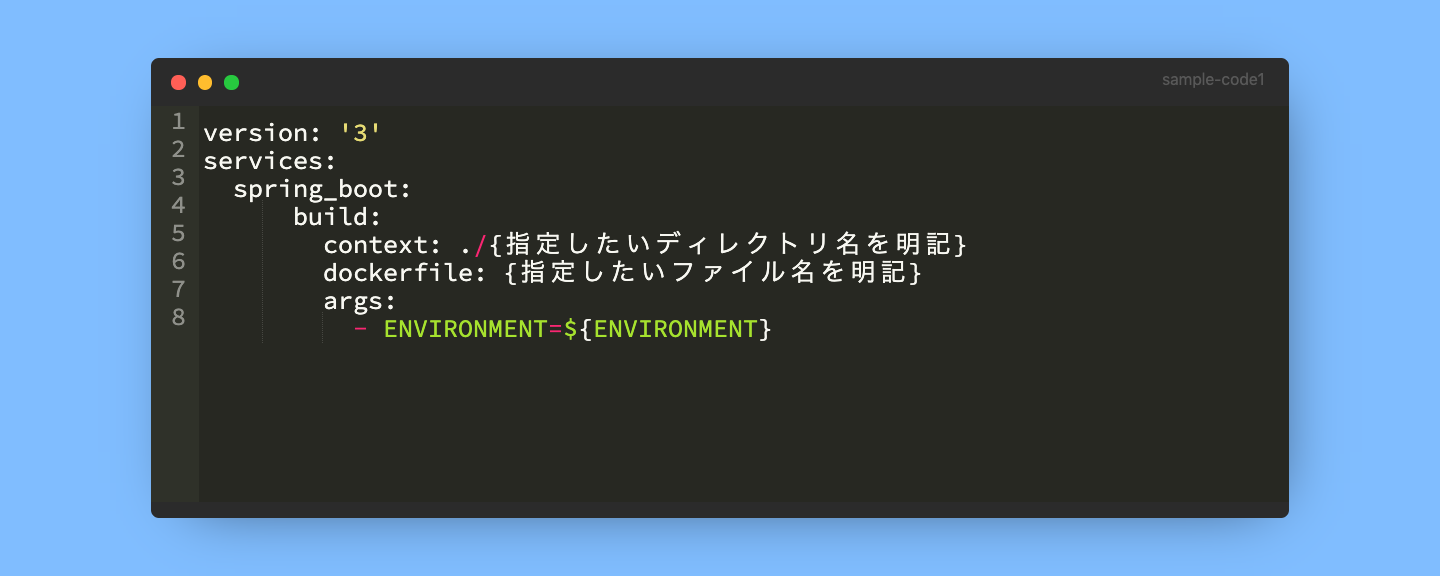 sample-code1
1 version: '3'
2 services:
3   spring_boot:
4       build:
5         context: ./{指定したいディレクトリ名を明記}
6         dockerfile: {指定したいファイル名を明記}
7         args:
8           - ENVIRONMENT=${ENVIRONMENT}